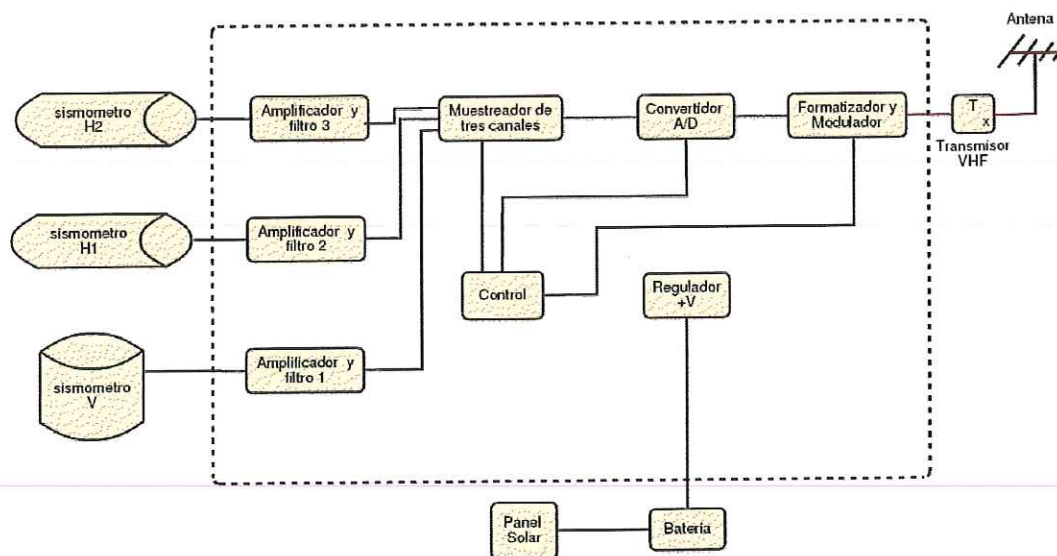 Antena
sismometro
H2
Amplificador y
filtro 3
Muestreador de
tres canales
Convertidor
A/D
Formatizador y
Modulador
T
x
Transmisor
VHF
sismometro
H1
Amplificador y
filtro 2
Control
Regulador
+V
sismometro
V
Amplificador y
filtro 1
Panel
Solar
Bateria